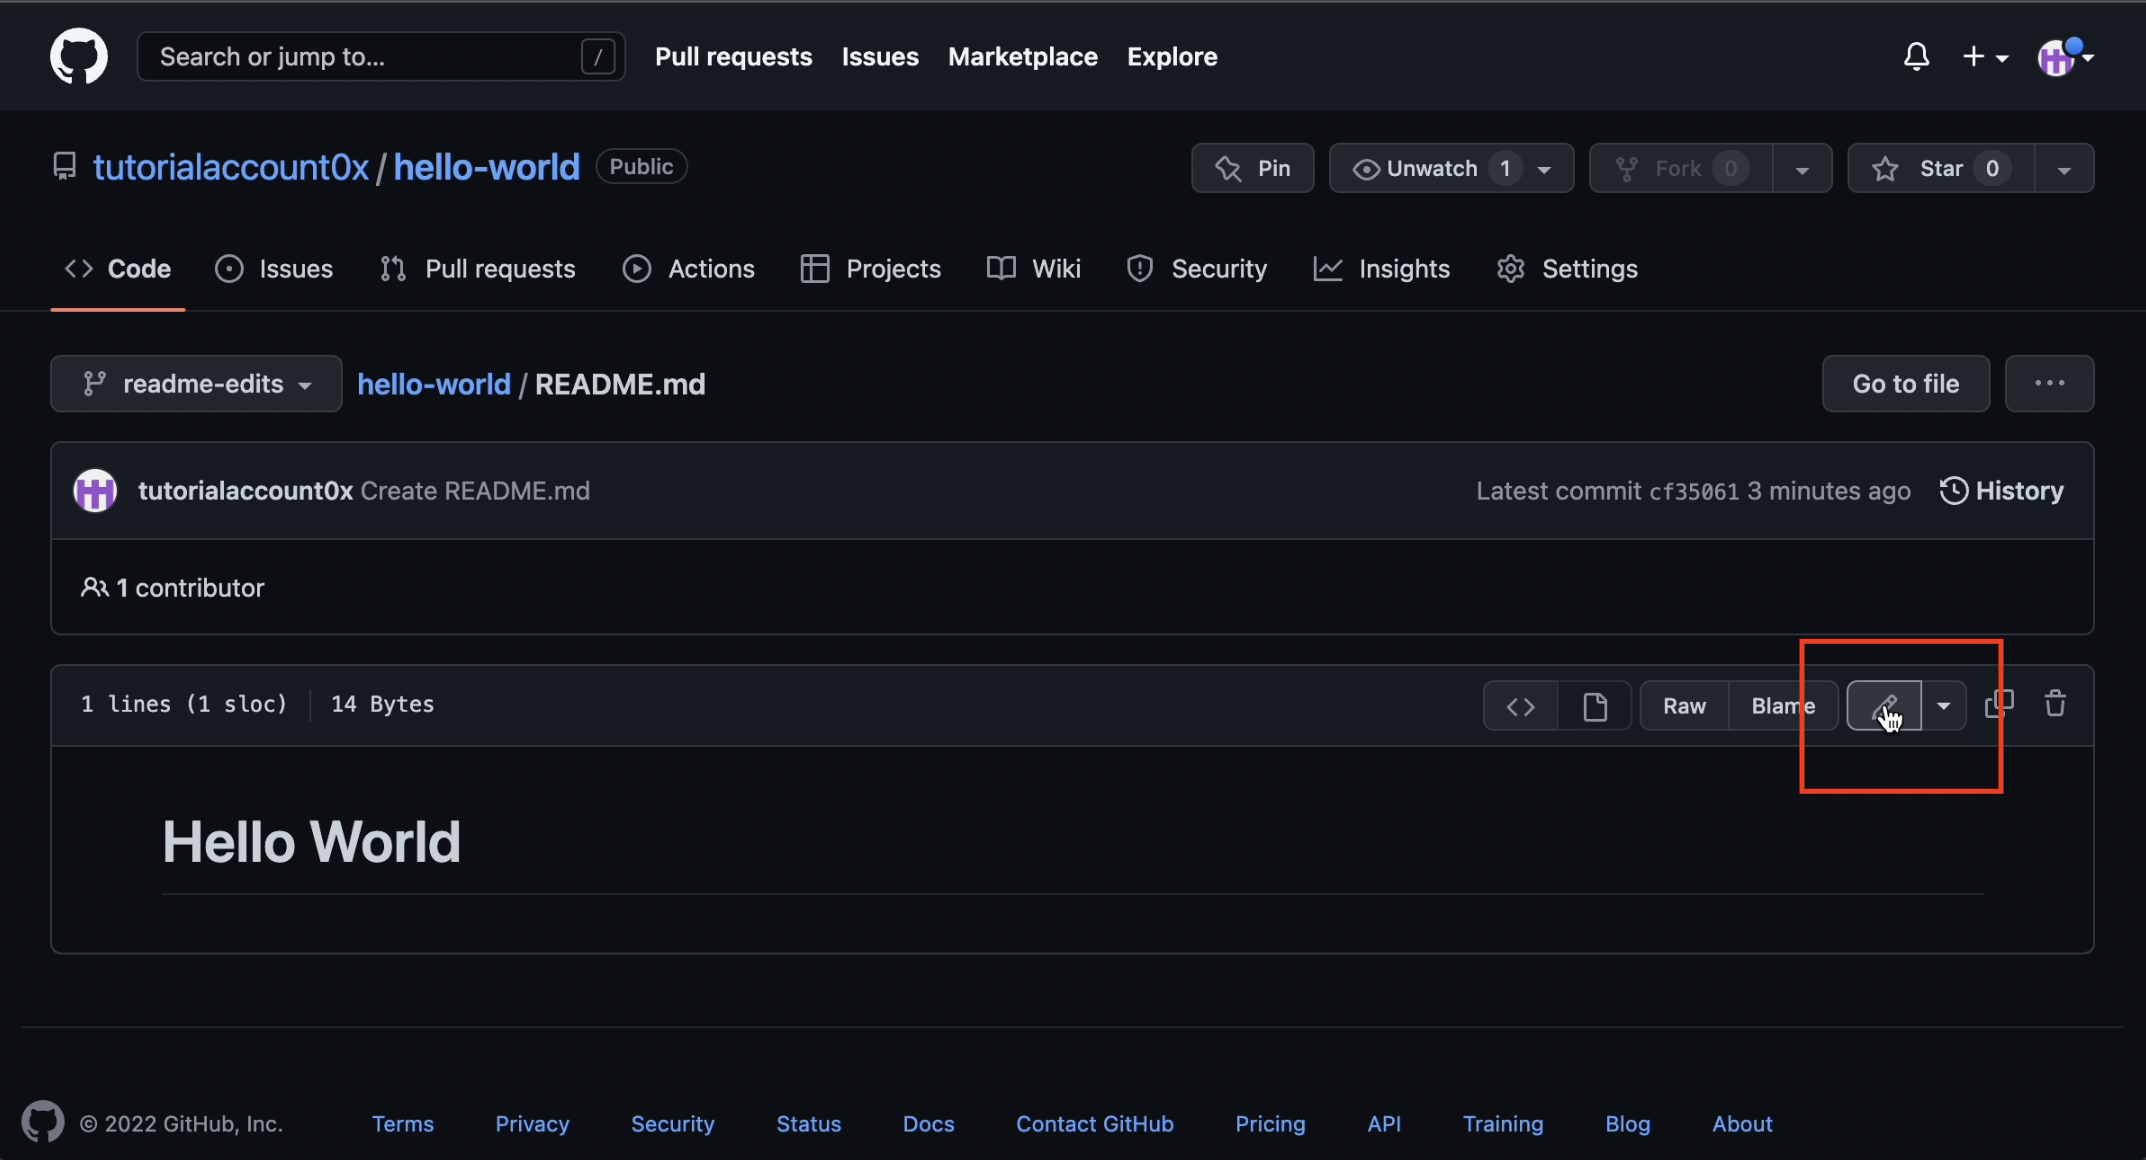 Search or jump to... / Pull requests Issues Marketplace Explore
tutorialaccount0x / hello-world Public Pin Unwatch 1 Fork 0 Star 0
Code Issues Pull requests Actions Projects Wiki Security Insights Settings
readme-edits hello-world / README.md Go to file ...
tutorialaccount0x Create README.md Latest commit cf35061 3 minutes ago History
1 contributor
1 lines (1 sloc) 14 Bytes Raw Blame
Hello World
© 2022 GitHub, Inc. Terms Privacy Security Status Docs Contact GitHub Pricing API Training Blog About